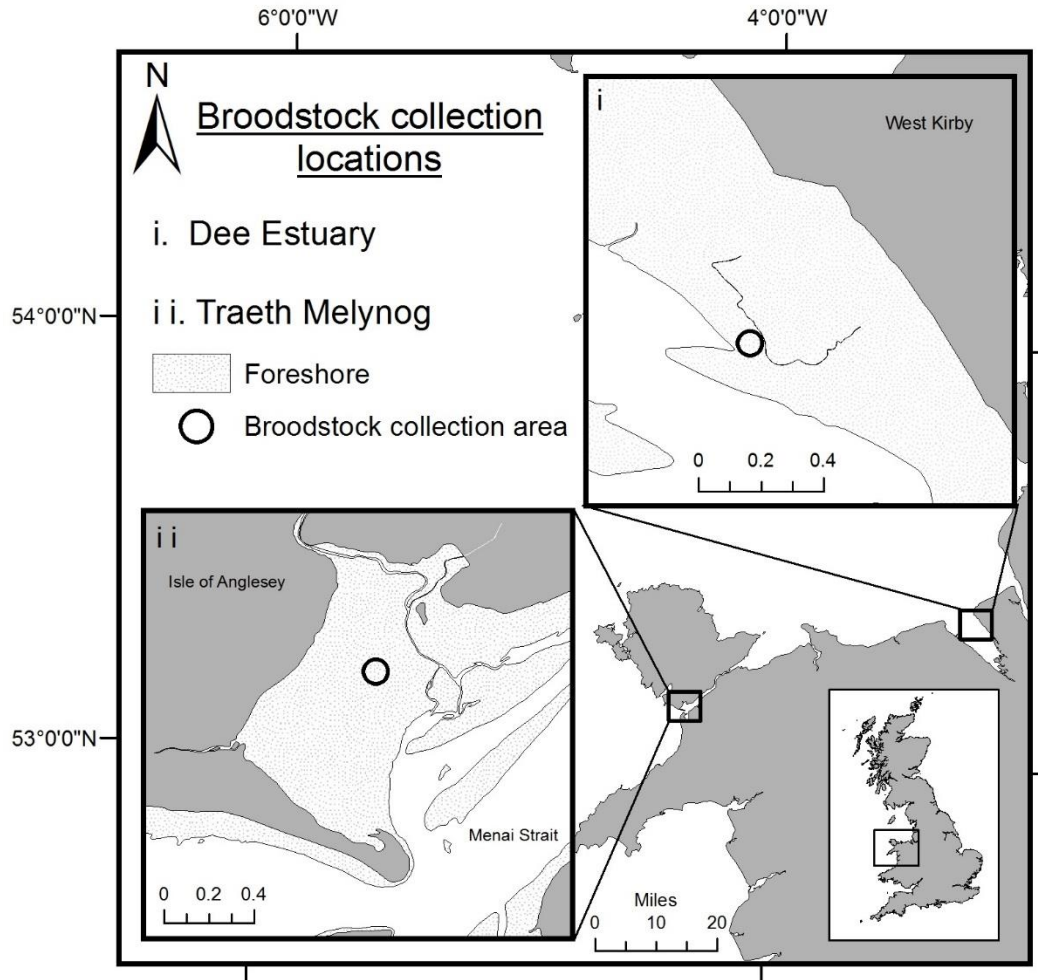 6°0'0"W
4°0'0"W
N
Broodstock collection
locations
i. Dee Estuary
ii. Traeth Melynog
Foreshore
Broodstock collection area
54°0'0"N
53°0'0"N
i
West Kirby
0 0.2 0.4
ii
Isle of Anglesey
Menai Strait
0 0.2 0.4
Miles
0 10 20